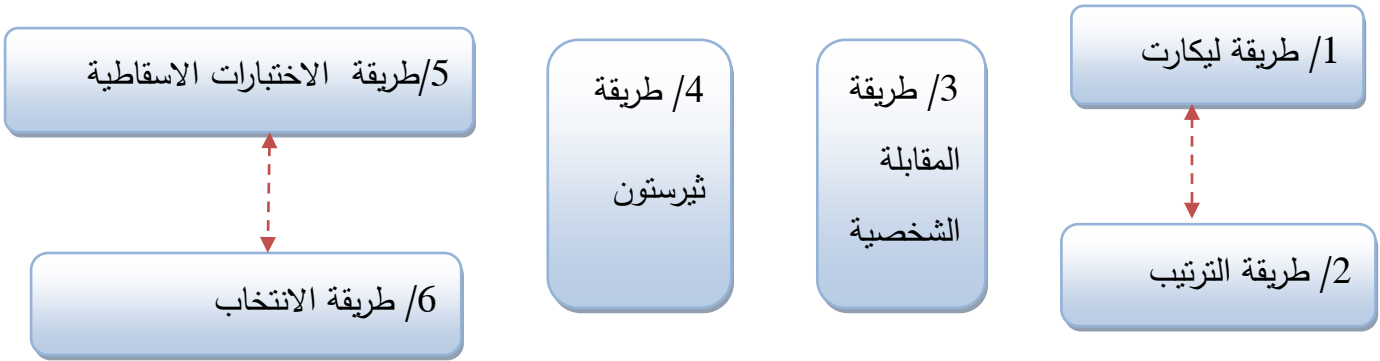 1/ طريقة ليكارت
2/ طريقة الترتيب
3/ طريقة
المقابلة
الشخصية
4/ طريقة
ثيرستون
5/طريقة الاختبارات الاسقاطية
6/ طريقة الانتخاب